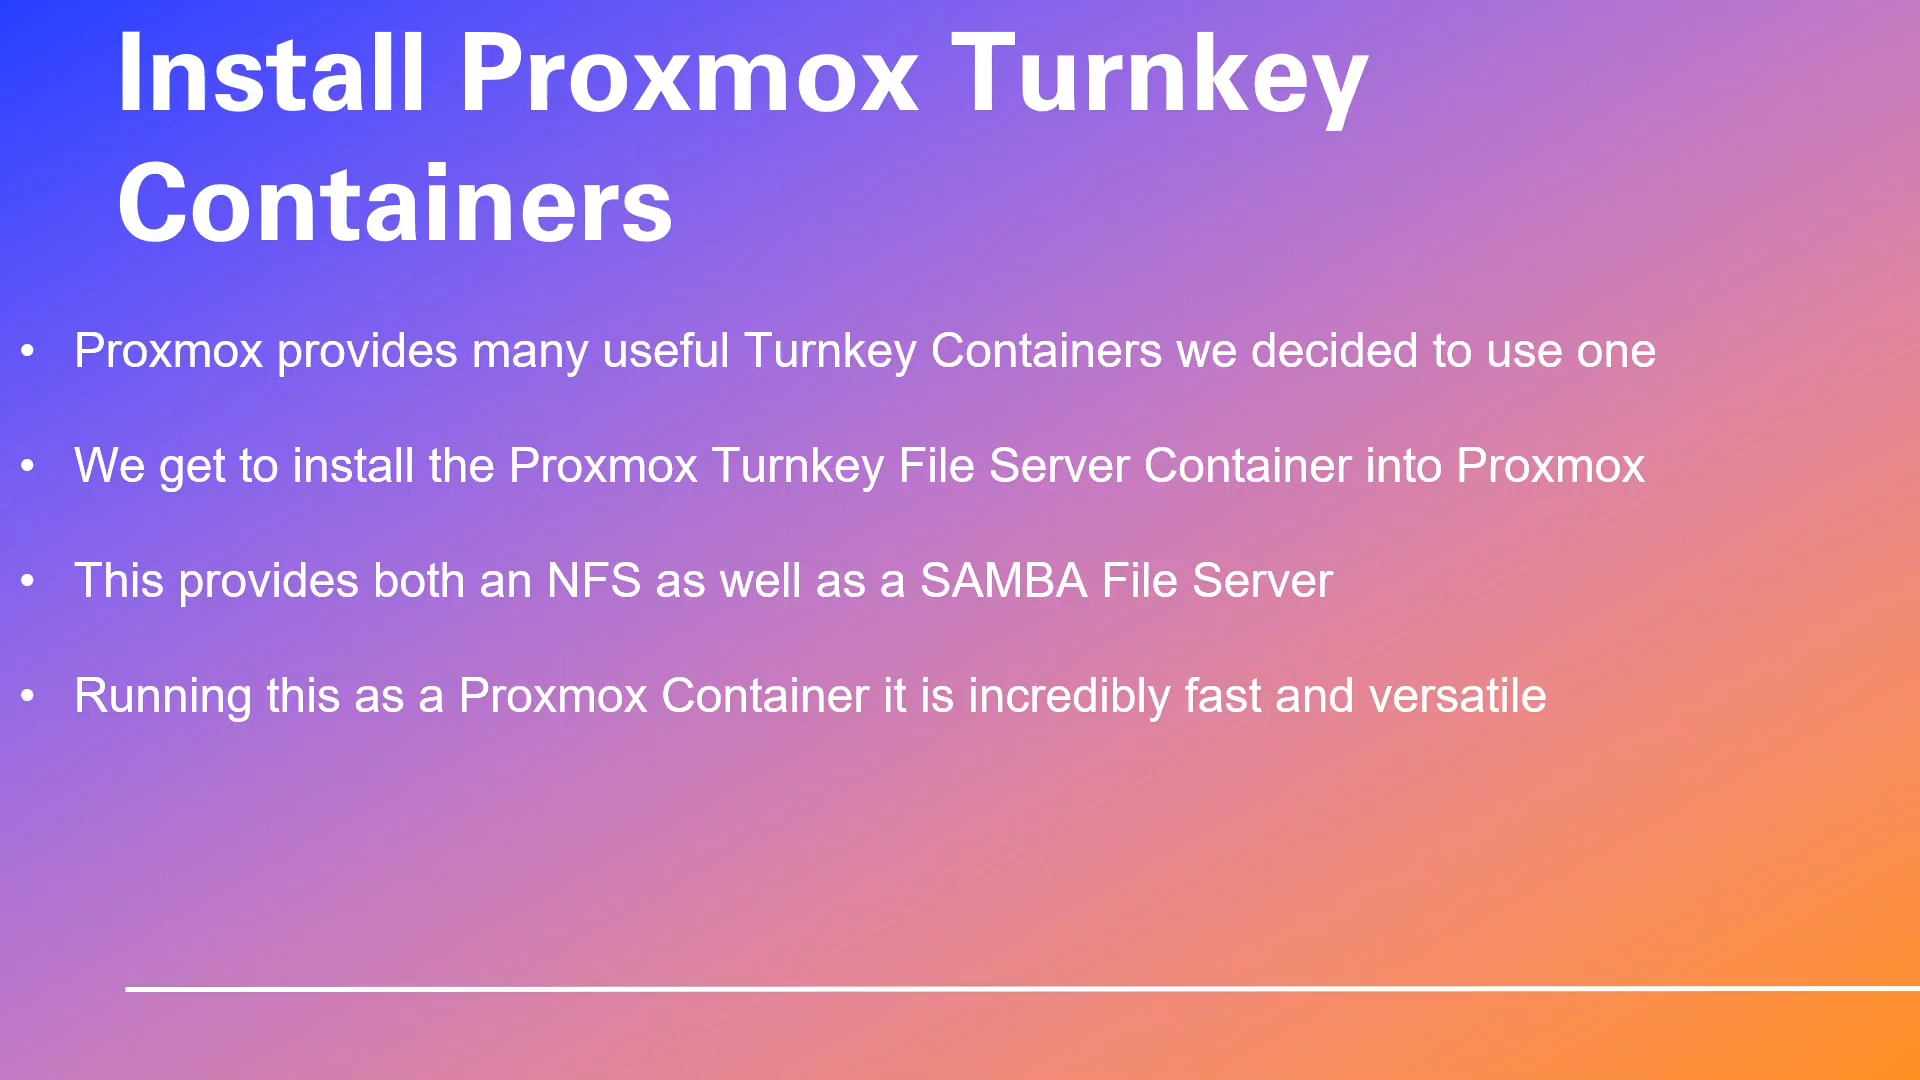 Install Proxmox Turnkey
Containers
• Proxmox provides many useful Turnkey Containers we decided to use one
• We get to install the Proxmox Turnkey File Server Container into Proxmox
• This provides both an NFS as well as a SAMBA File Server
• Running this as a Proxmox Container it is incredibly fast and versatile